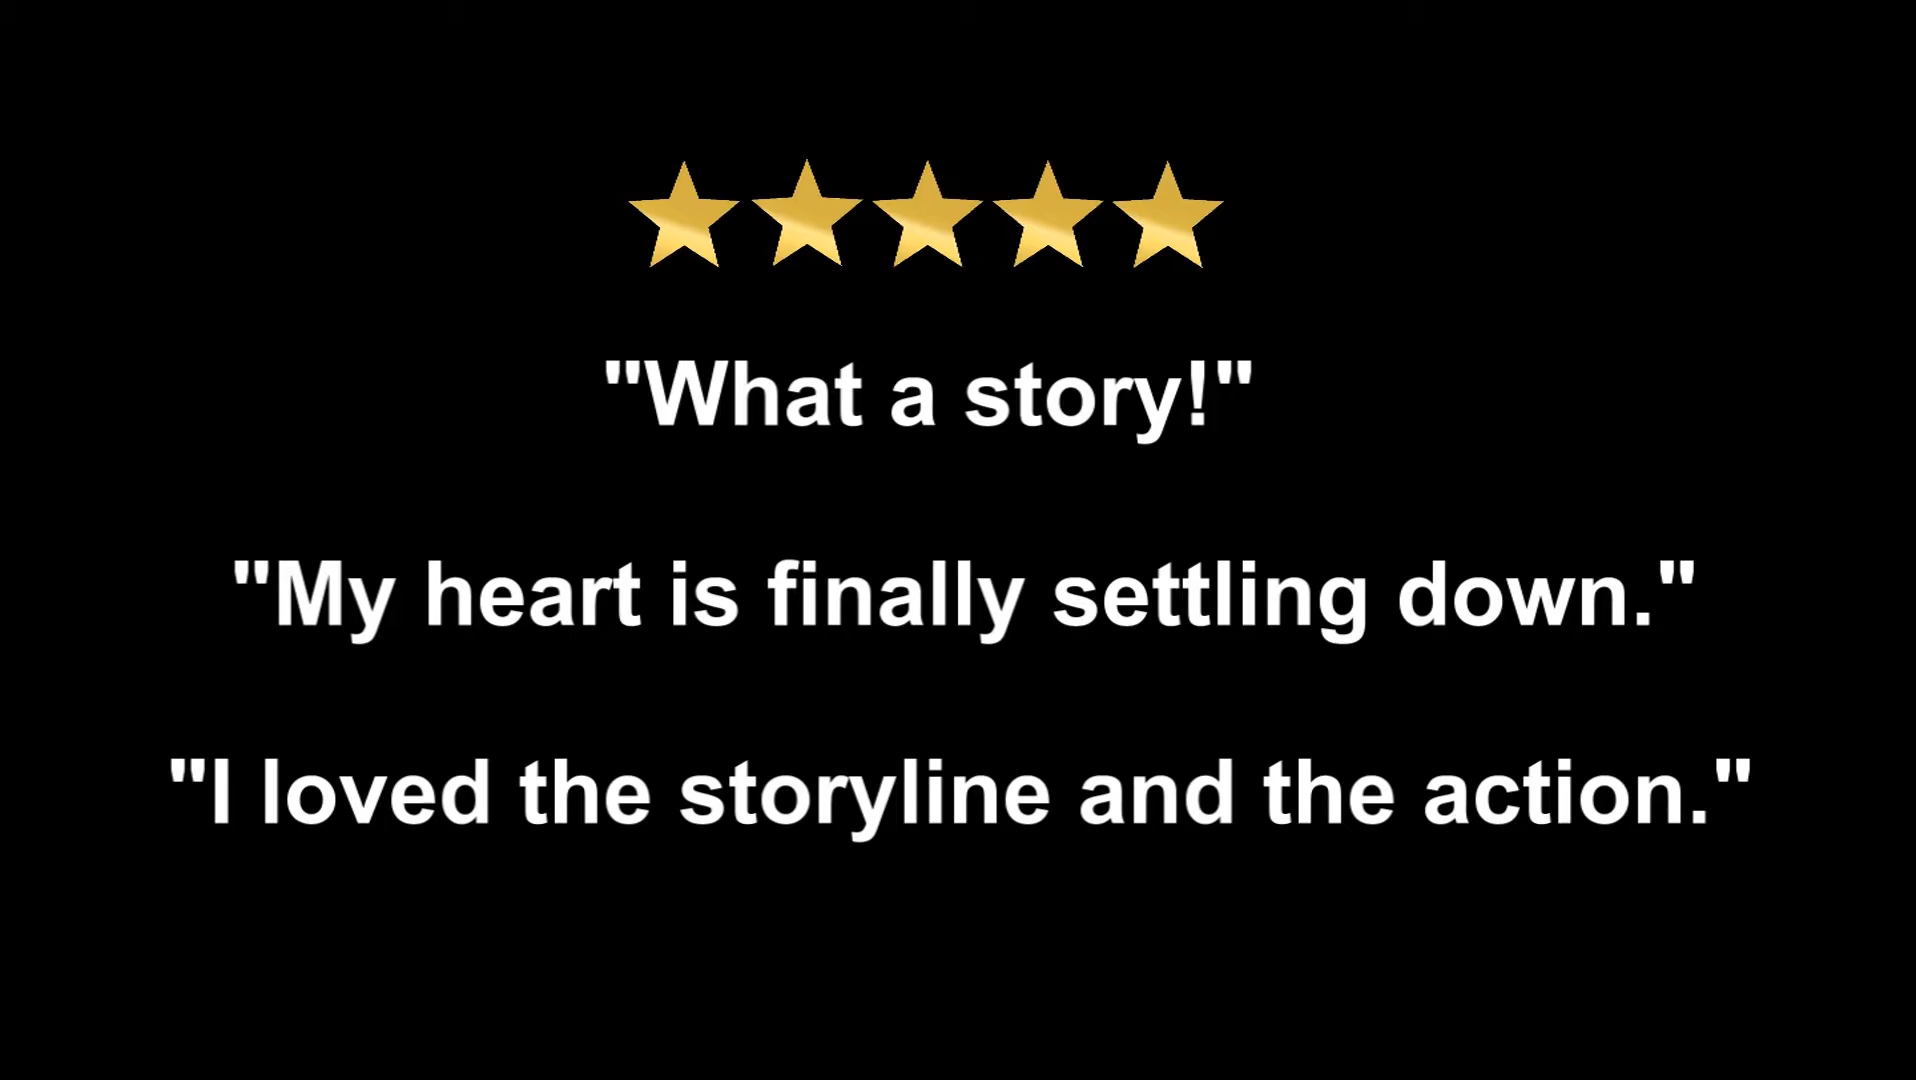 "What a story!"
"My heart is finally settling down."
"I loved the storyline and the action."